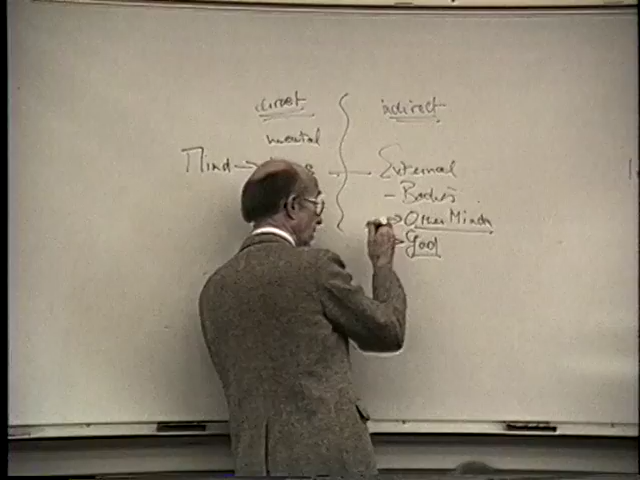 direct indirect
mental
Mind → External
- Bodies
→ Other Minds
→ God